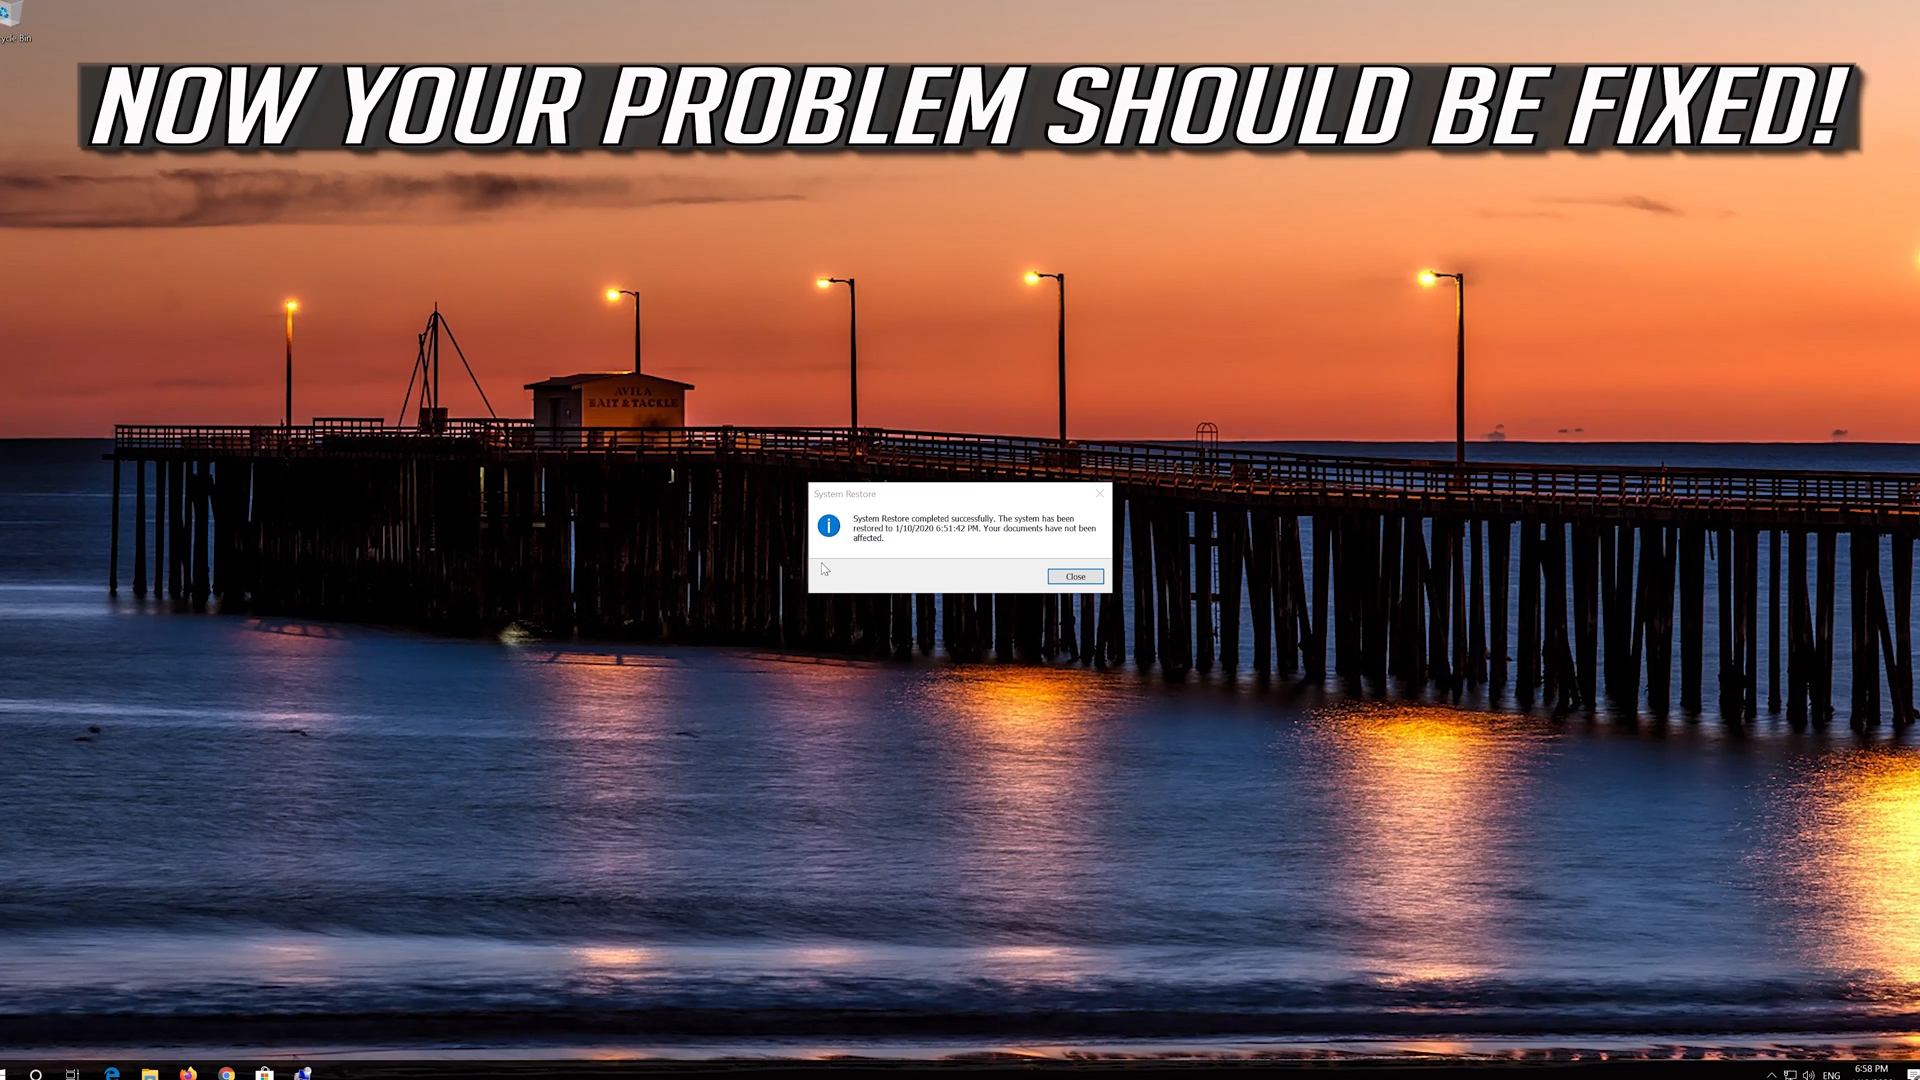 NOW YOUR PROBLEM SHOULD BE FIXED!
AVILA
BAIT & TACKLE
System Restore
System Restore completed successfully. The system has been
restored to 1/10/2020 6:51:42 PM. Your documents have not been
affected.
Close
ENG
6:58 PM